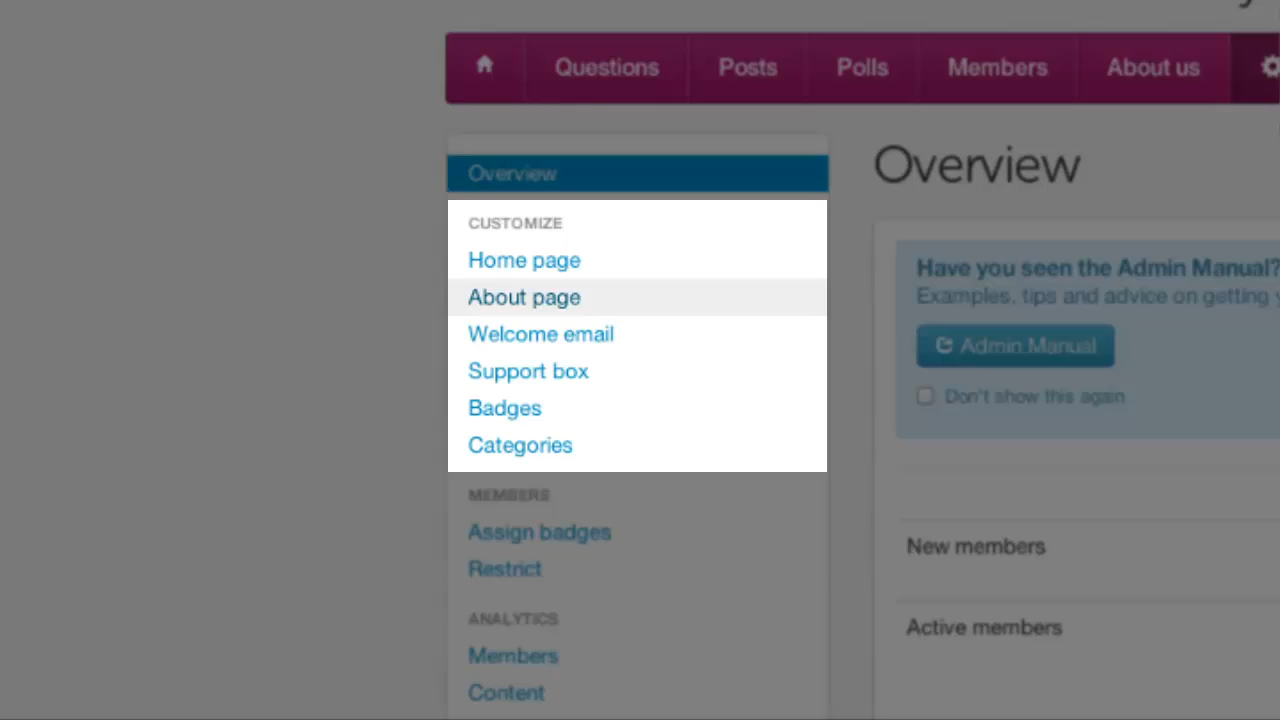 Questions Posts Polls Members About us
Overview
CUSTOMIZE
Home page
About page
Welcome email
Support box
Badges
Categories
MEMBERS
Assign badges
Restrict
ANALYTICS
Members
Content
Overview
Have you seen the Admin Manual?
Examples, tips and advice on getting
Admin Manual
Don't show this again
New members
Active members